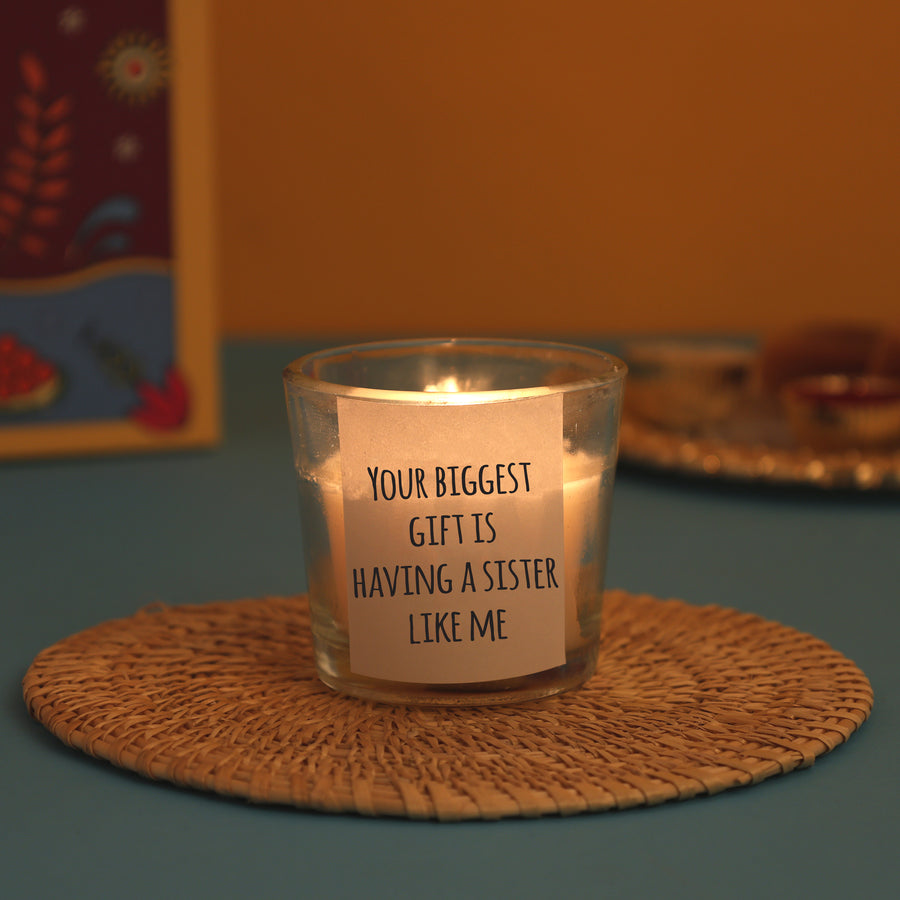 YOUR BIGGEST
GIFT IS
HAVING A SISTER
LIKE ME